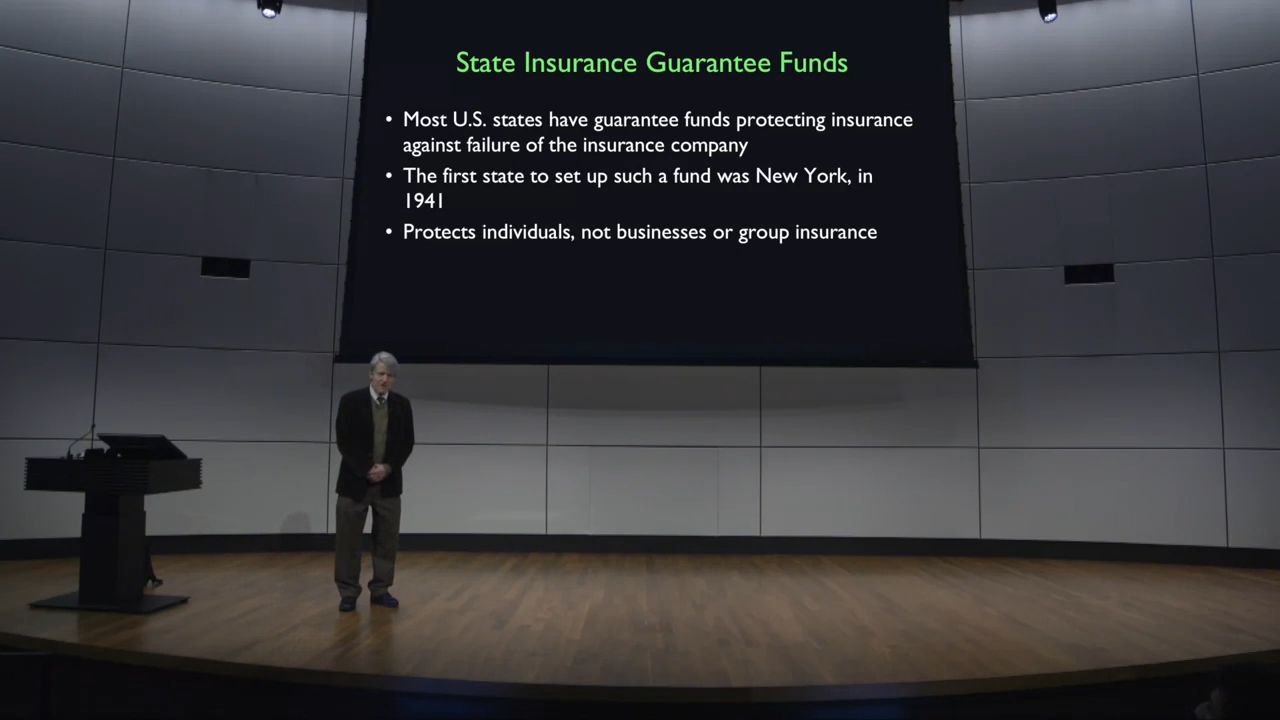 State Insurance Guarantee Funds
• Most U.S. states have guarantee funds protecting insurance
against failure of the insurance company
• The first state to set up such a fund was New York, in
1941
• Protects individuals, not businesses or group insurance